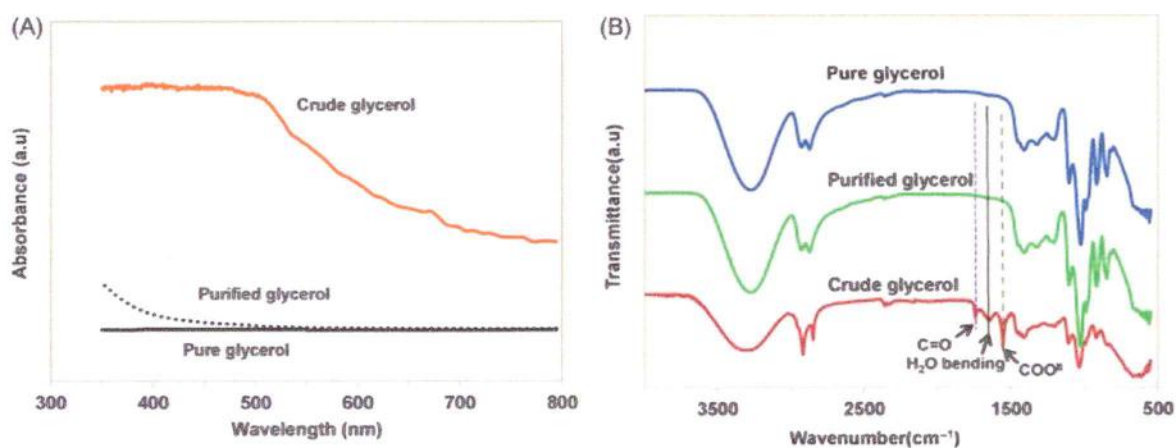 (A)
Absorbance (a.u)
Crude glycerol
Purified glycerol
Pure glycerol
300 400 500 600 700 800
Wavelength (nm)
(B)
Transmittance(a.u)
Pure glycerol
Purified glycerol
Crude glycerol
C=O
H₂O bending
COO
3500 2500 1500 500
Wavenumber(cm⁻¹)